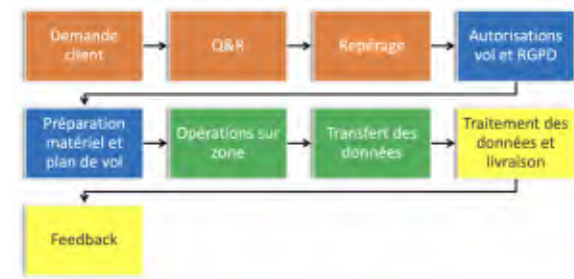 Demande
client
Q&R
Repérage
Autorisations
vol et RGPD
Préparation
matériel et
plan de vol
Opérations sur
zone
Transfert des
données
Traitement des
données et
livraison
Feedback